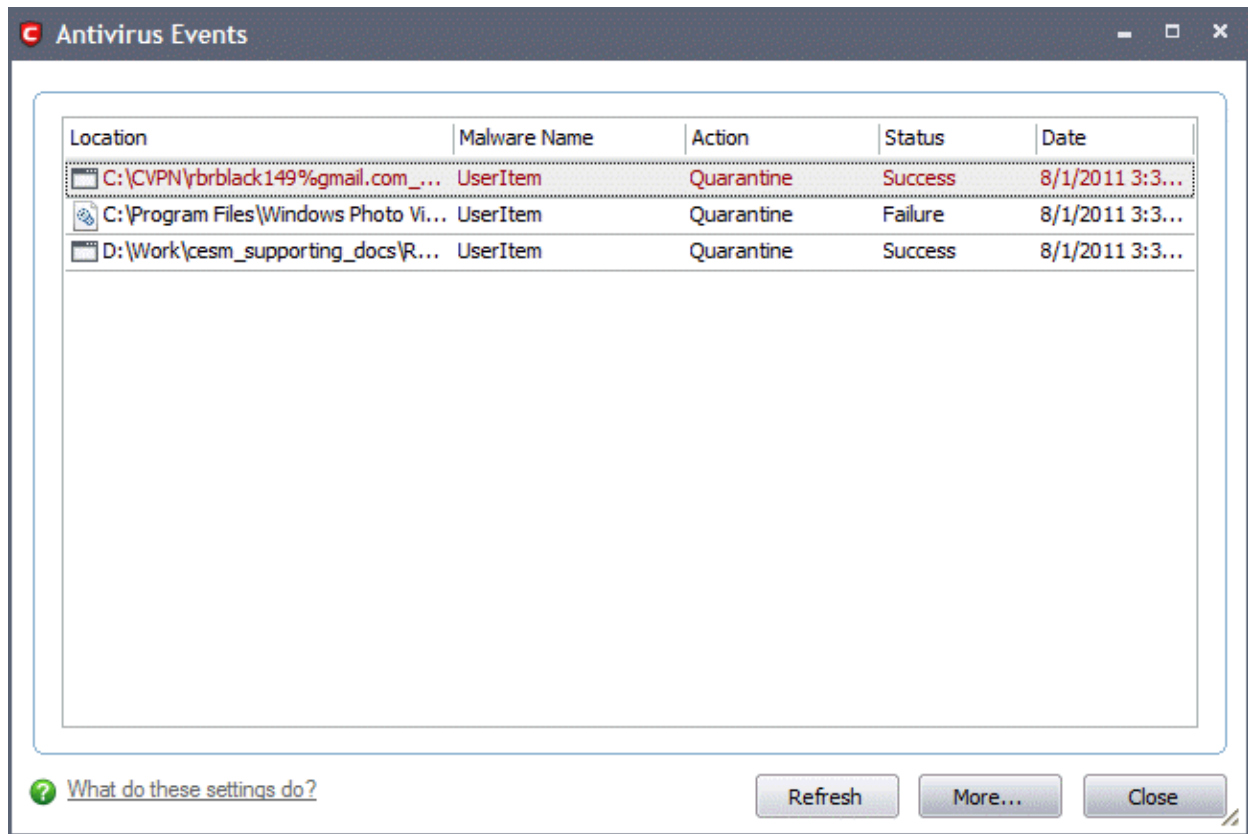 Antivirus Events
Location Malware Name Action Status Date
C:\CVPN\rbrblack149%gmail.com_... UserItem Quarantine Success 8/1/2011 3:3...
C:\Program Files\Windows Photo Vi... UserItem Quarantine Failure 8/1/2011 3:3...
D:\Work\cesm_supporting_docs\R... UserItem Quarantine Success 8/1/2011 3:3...
What do these settings do?
Refresh More... Close